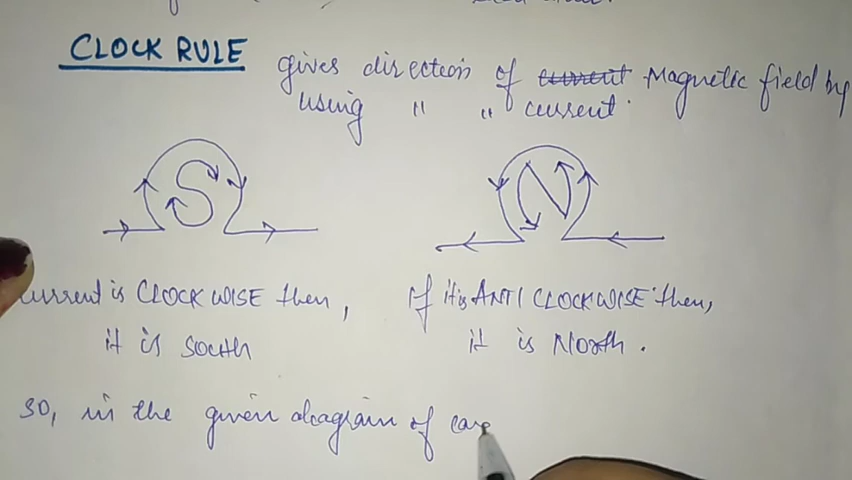 CLOCK RULE gives direction of current Magnetic field by
using " " current.
S N
current is CLOCKWISE then, If it is ANTICLOCKWISE then,
it is SOUTH it is NORTH.
SO, in the given diagram of